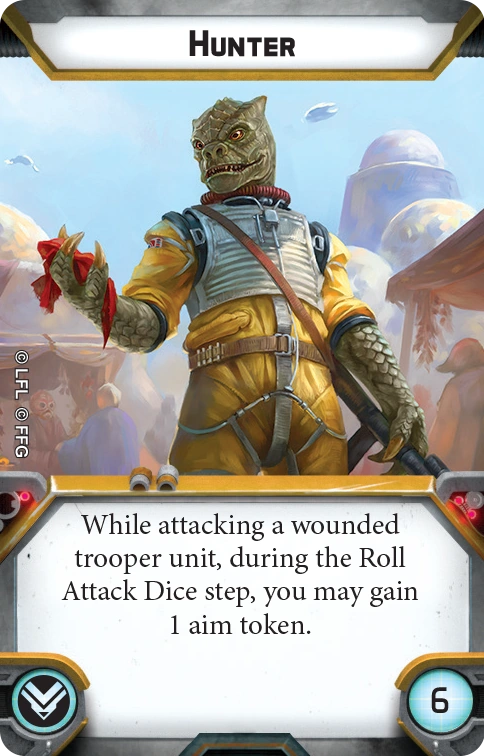 HUNTER
© LFL © FFG
While attacking a wounded
trooper unit, during the Roll
Attack Dice step, you may gain
1 aim token.
6